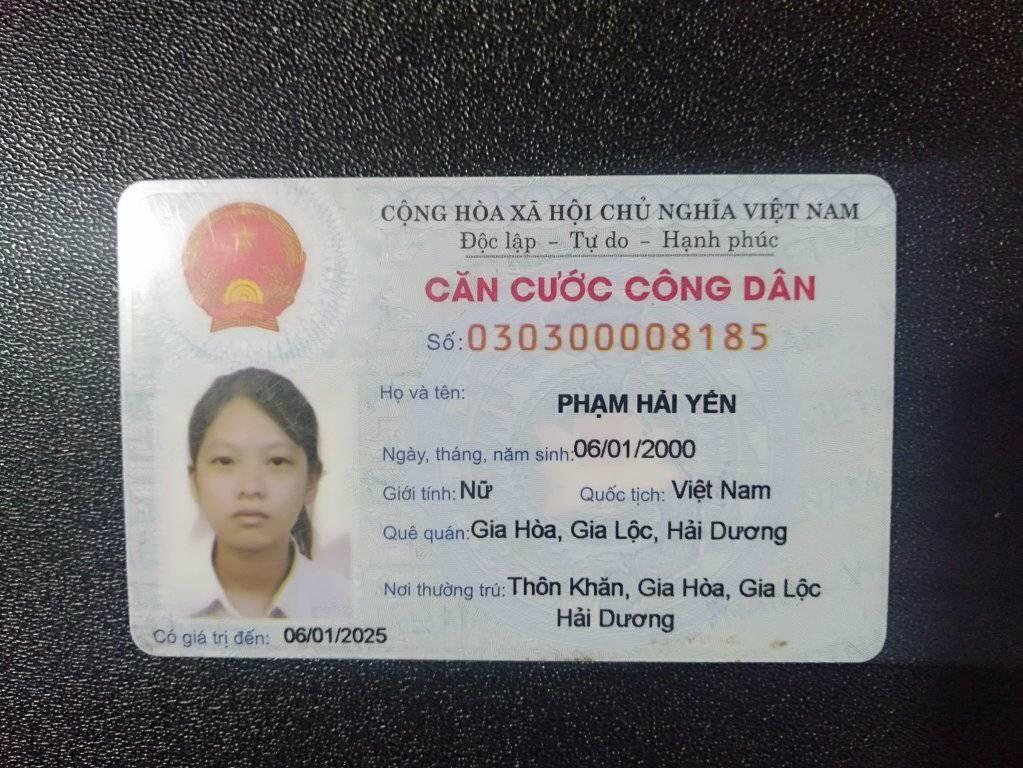 CỘNG HÒA XÃ HỘI CHỦ NGHĨA VIỆT NAM
Độc lập - Tự do - Hạnh phúc
CĂN CƯỚC CÔNG DÂN
Số: 030300008185
Họ và tên: PHẠM HẢI YẾN
Ngày, tháng, năm sinh: 06/01/2000
Giới tính: Nữ Quốc tịch: Việt Nam
Quê quán: Gia Hòa, Gia Lộc, Hải Dương
Nơi thường trú: Thôn Khăn, Gia Hòa, Gia Lộc
Hải Dương
Có giá trị đến: 06/01/2025